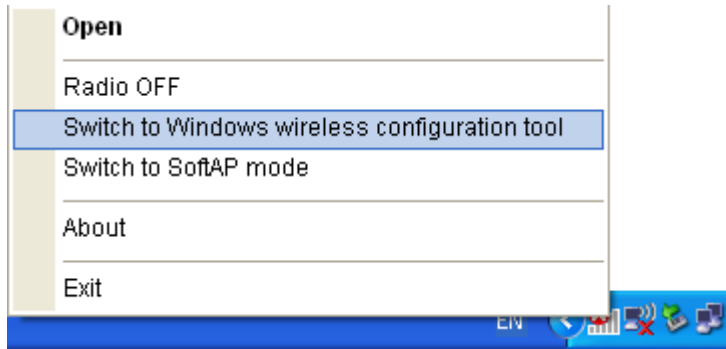 Open
Radio OFF
Switch to Windows wireless configuration tool
Switch to SoftAP mode
About
Exit
EN